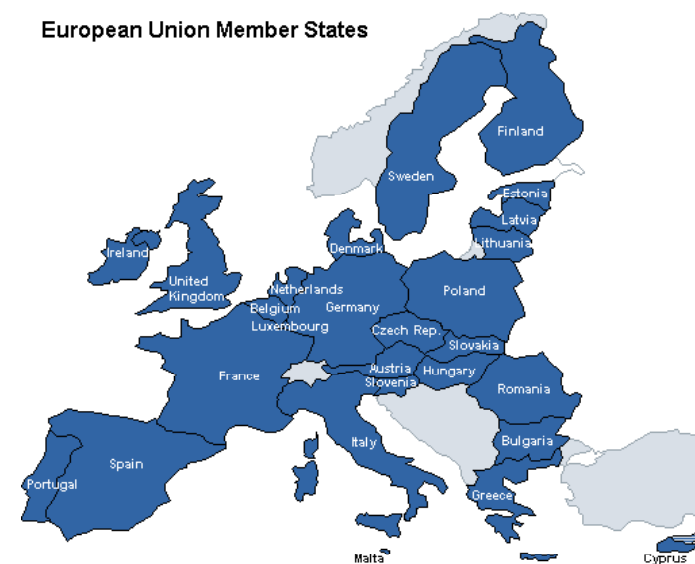 European Union Member States
Finland
Sweden
Estonia
Latvia
Lithuania
Denmark
Ireland
United
Kingdom
Netherlands
Belgium
Germany
Luxembourg
Poland
Czech Rep.
Slovakia
France
Austria
Hungary
Slovenia
Romania
Italy
Bulgaria
Spain
Portugal
Greece
Malta
Cyprus